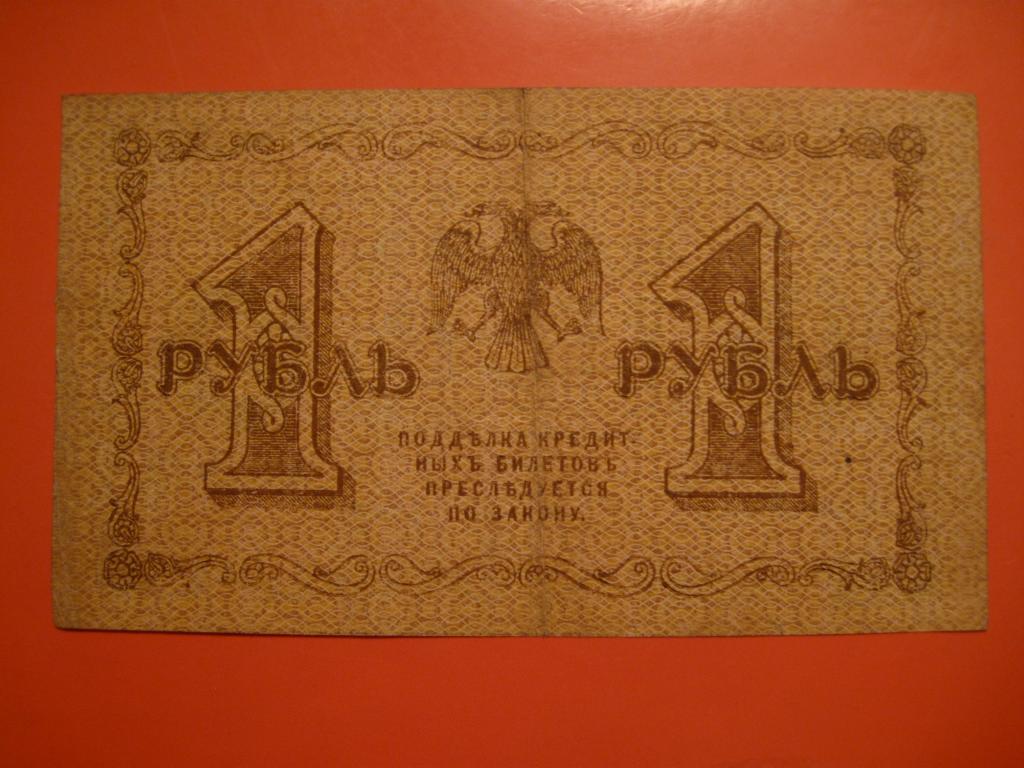 1 1
РУБЛЬ РУБЛЬ
ПОДДѢЛКА КРЕДИТ-
НЫХЪ БИЛЕТОВЪ
ПРЕСЛѢДУЕТСЯ
ПО ЗАКОНУ.